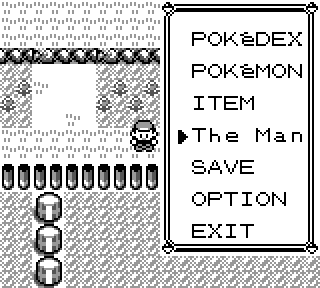 POKéDEX
POKéMON
ITEM
The Man
SAVE
OPTION
EXIT